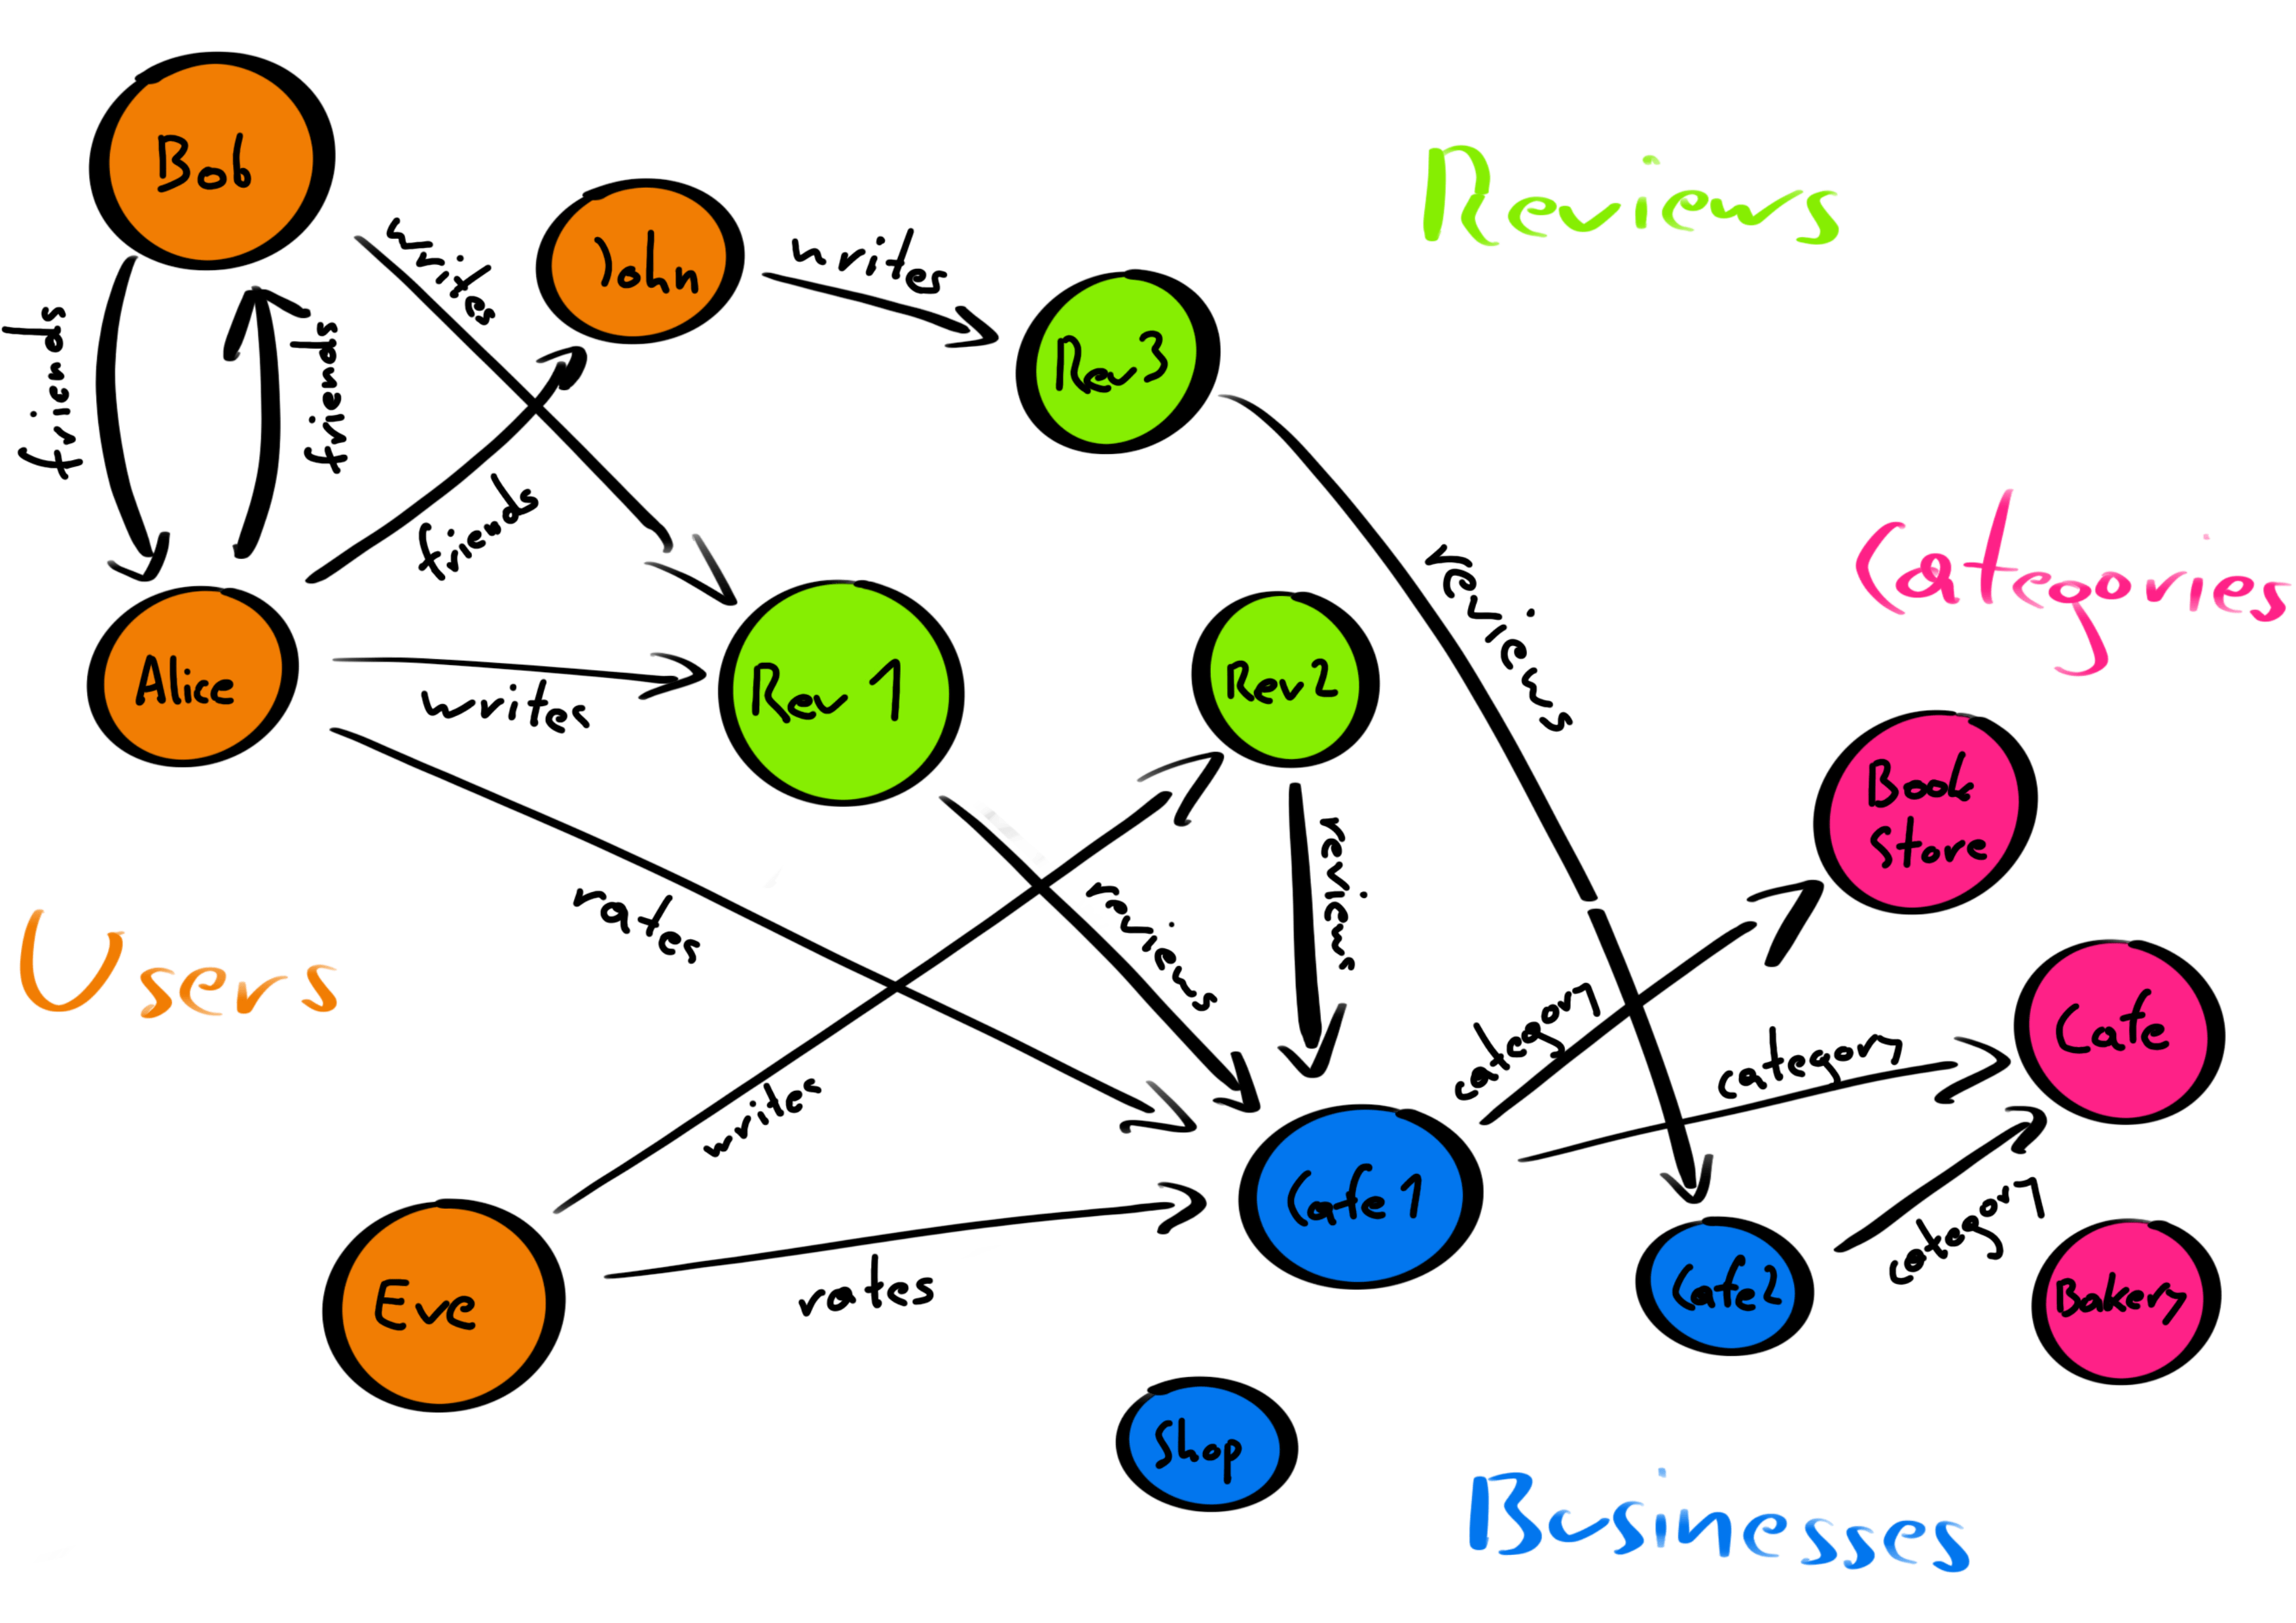 Bob
writes
John
writes
Reviews
friends
friends
Rev3
friends
Categories
reviews
Alice
writes
Rev 1
Rev2
Book
Store
rates
reviews
reviews
Users
category
category
Cafe
writes
Cafe 1
category
Eve
rates
Cafe2
Bakery
Shop
Businesses